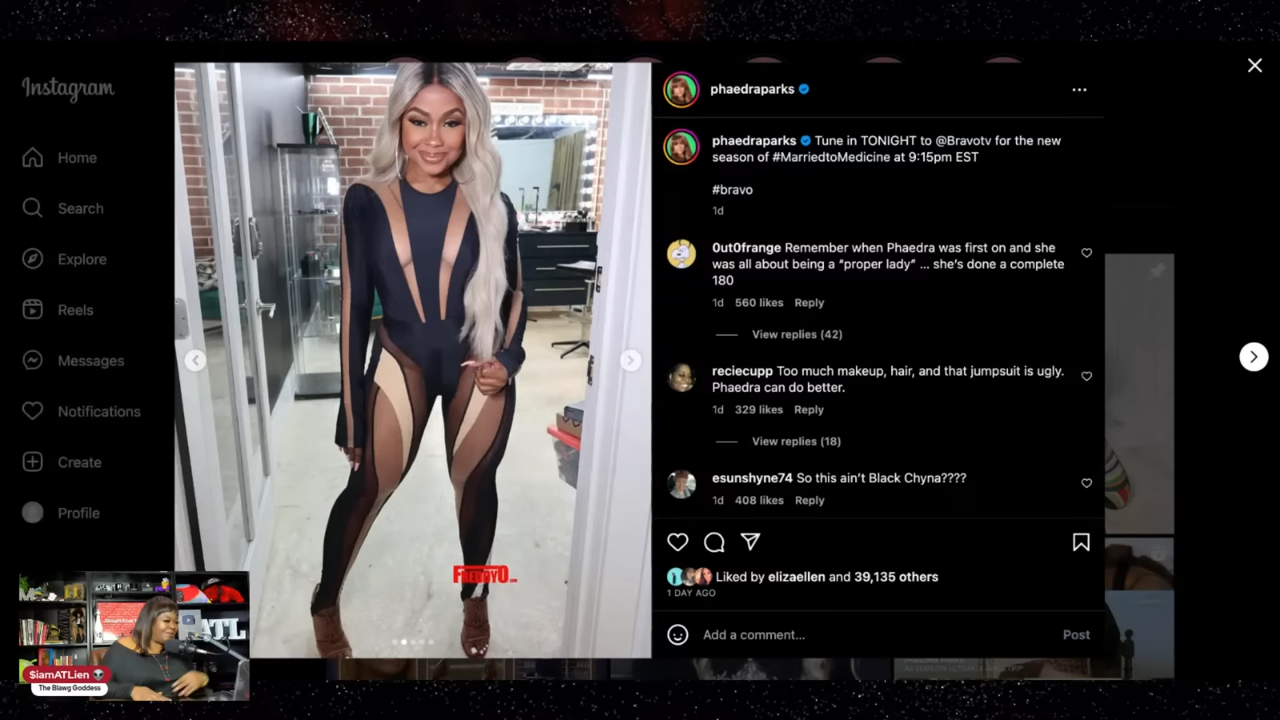 Instagram
Home
Search
Explore
Reels
Messages
Notifications
Create
Profile
FREDDYO.com
phaedraparks
phaedraparks Tune in TONIGHT to @Bravotv for the new
season of #MarriedtoMedicine at 9:15pm EST
#bravo
1d
0ut0frange Remember when Phaedra was first on and she
was all about being a “proper lady” ... she’s done a complete
180
1d 560 likes Reply
View replies (42)
reciecupp Too much makeup, hair, and that jumpsuit is ugly.
Phaedra can do better.
1d 329 likes Reply
View replies (18)
esunshyne74 So this ain’t Black Chyna????
1d 408 likes Reply
Liked by elizaellen and 39,135 others
1 DAY AGO
Add a comment...
Post
ATL
$iamATLien
The Blawg Goddess